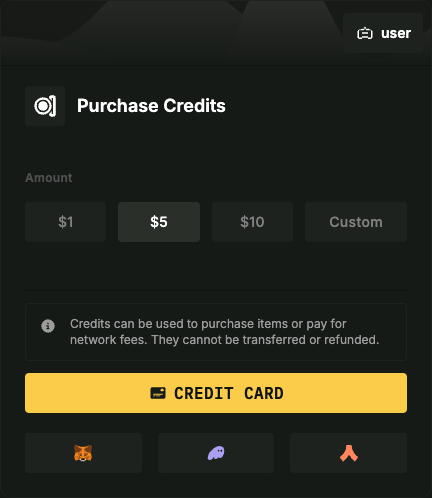 user
Purchase Credits
Amount
$1
$5
$10
Custom
Credits can be used to purchase items or pay for
network fees. They cannot be transferred or refunded.
CREDIT CARD